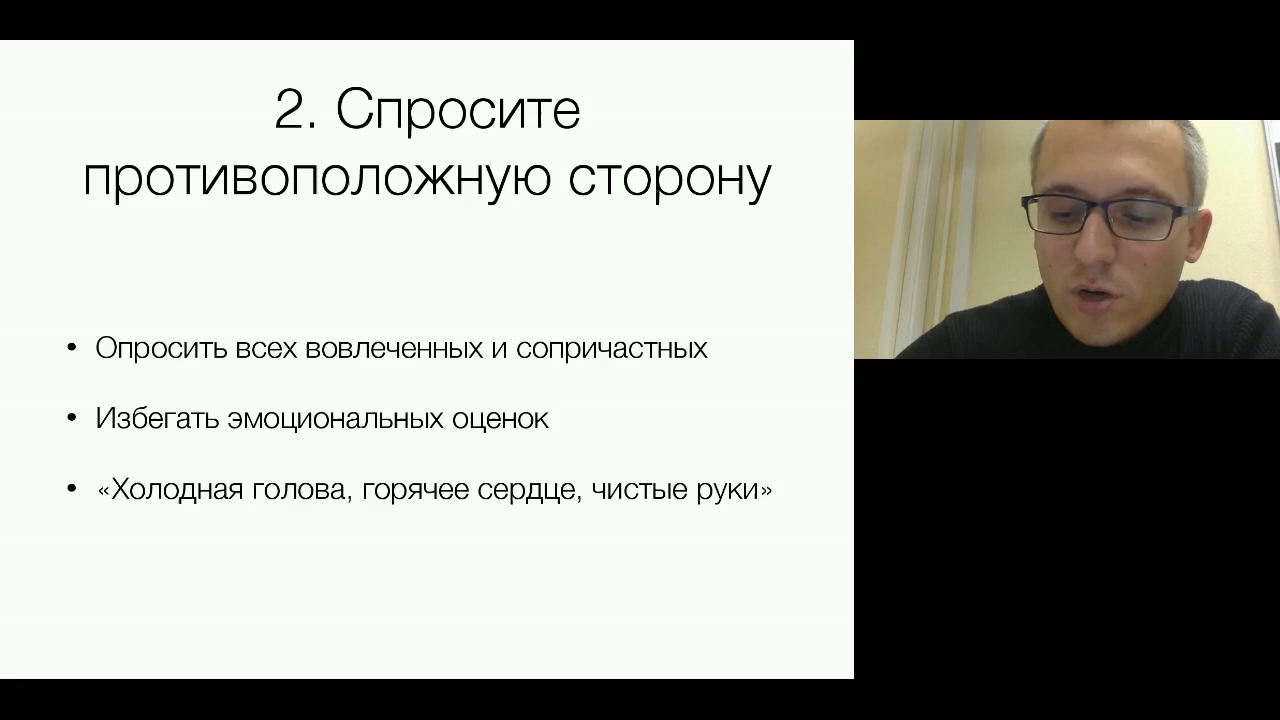 2. Спросите
противоположную сторону
• Опросить всех вовлеченных и сопричастных
• Избегать эмоциональных оценок
• «Холодная голова, горячее сердце, чистые руки»